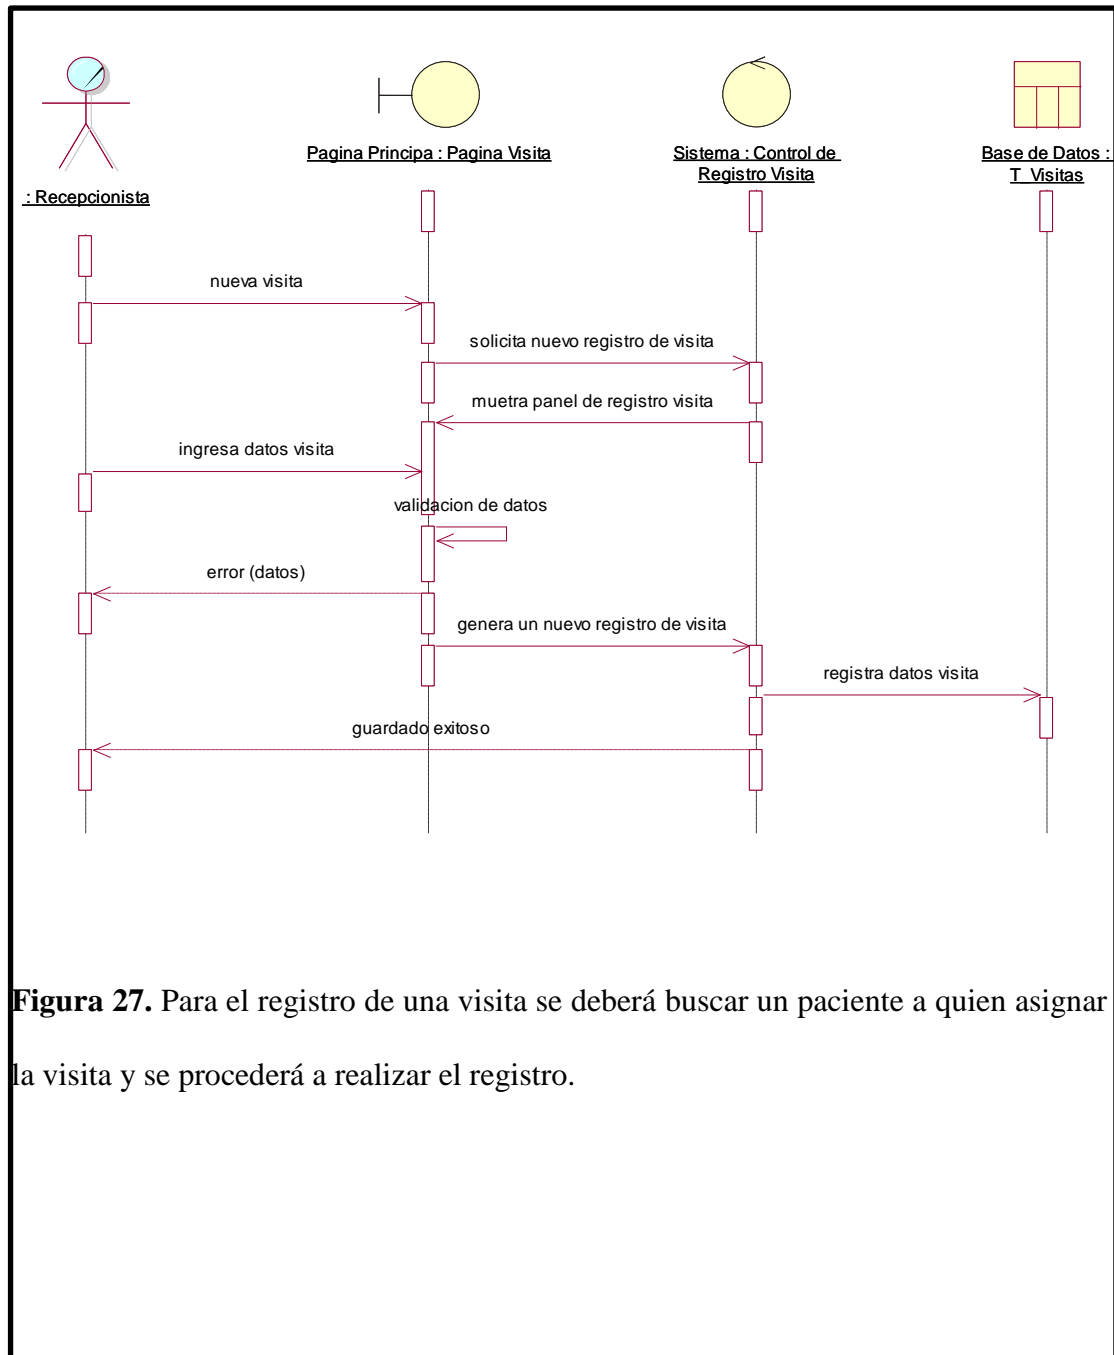 : Recepcionista
Pagina Principa : Pagina Visita
Sistema : Control de
Registro Visita
Base de Datos :
T_Visitas
nueva visita
solicita nuevo registro de visita
muetra panel de registro visita
ingresa datos visita
validacion de datos
error (datos)
genera un nuevo registro de visita
registra datos visita
guardado exitoso
Figura 27. Para el registro de una visita se deberá buscar un paciente a quien asignar
la visita y se procederá a realizar el registro.